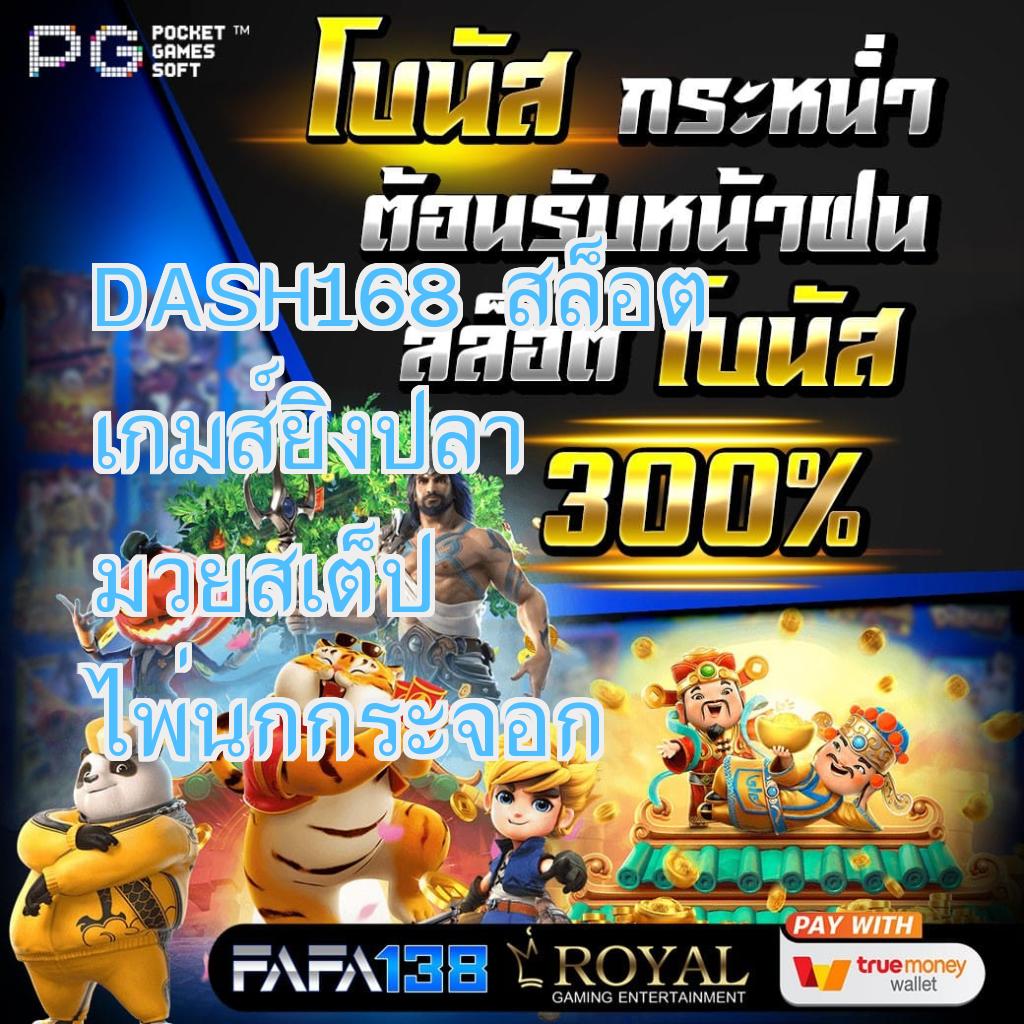 PG POCKET GAMES SOFT™
โบนัส กระหน่ำ
ต้อนรับหน้าฝน
สล็อต โบนัส
300%
DASH168 สล็อต
เกมส์ยิงปลา
มวยสเต็ป
ไพ่นกกระจอก
FAFA138
ROYAL
GAMING ENTERTAINMENT
PAY WITH
truemoney
wallet